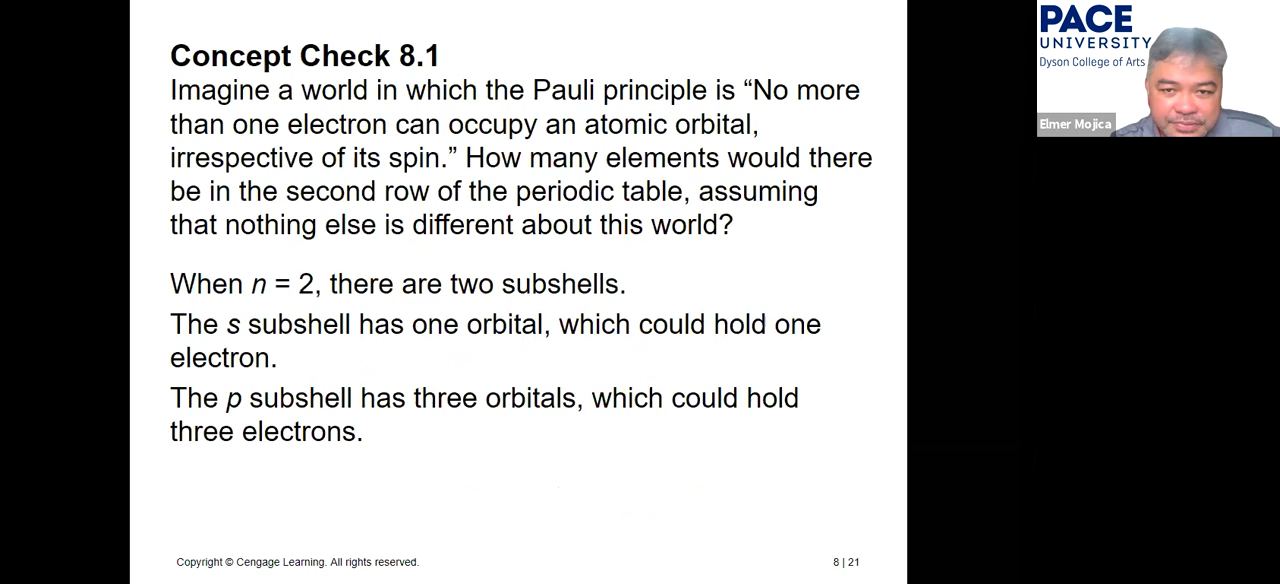 Concept Check 8.1
Imagine a world in which the Pauli principle is “No more
than one electron can occupy an atomic orbital,
irrespective of its spin.” How many elements would there
be in the second row of the periodic table, assuming
that nothing else is different about this world?
When n = 2, there are two subshells.
The s subshell has one orbital, which could hold one
electron.
The p subshell has three orbitals, which could hold
three electrons.
Copyright © Cengage Learning. All rights reserved.
8 | 21
PACE
UNIVERSITY
Dyson College of Arts
Elmer Mojica